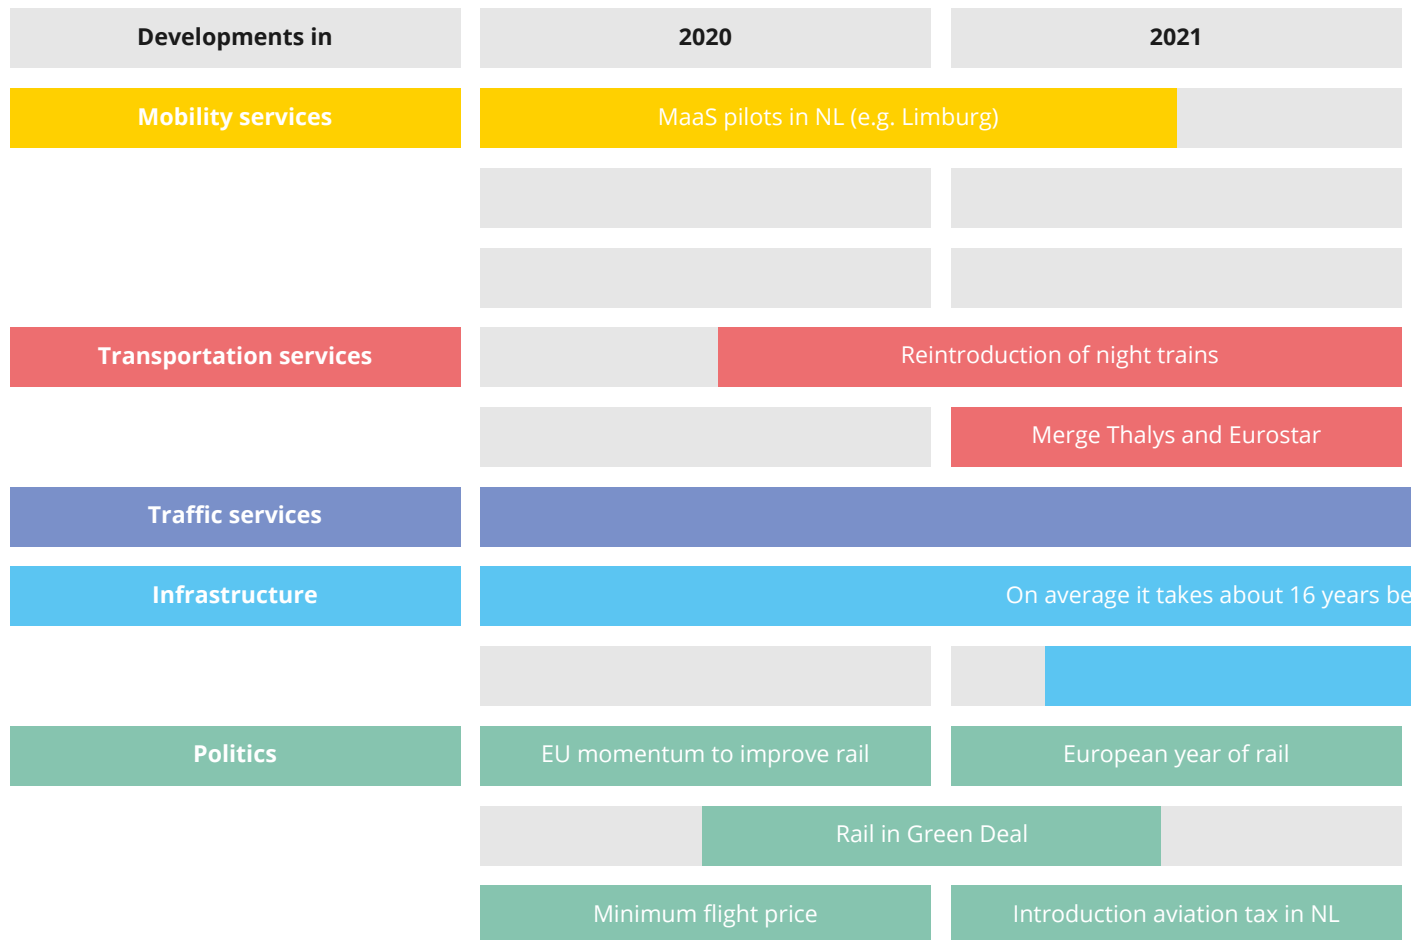 Developments in
2020
2021
Mobility services
MaaS pilots in NL (e.g. Limburg)
Transportation services
Reintroduction of night trains
Merge Thalys and Eurostar
Traffic services
Infrastructure
On average it takes about 16 years be
Politics
EU momentum to improve rail
European year of rail
Rail in Green Deal
Minimum flight price
Introduction aviation tax in NL